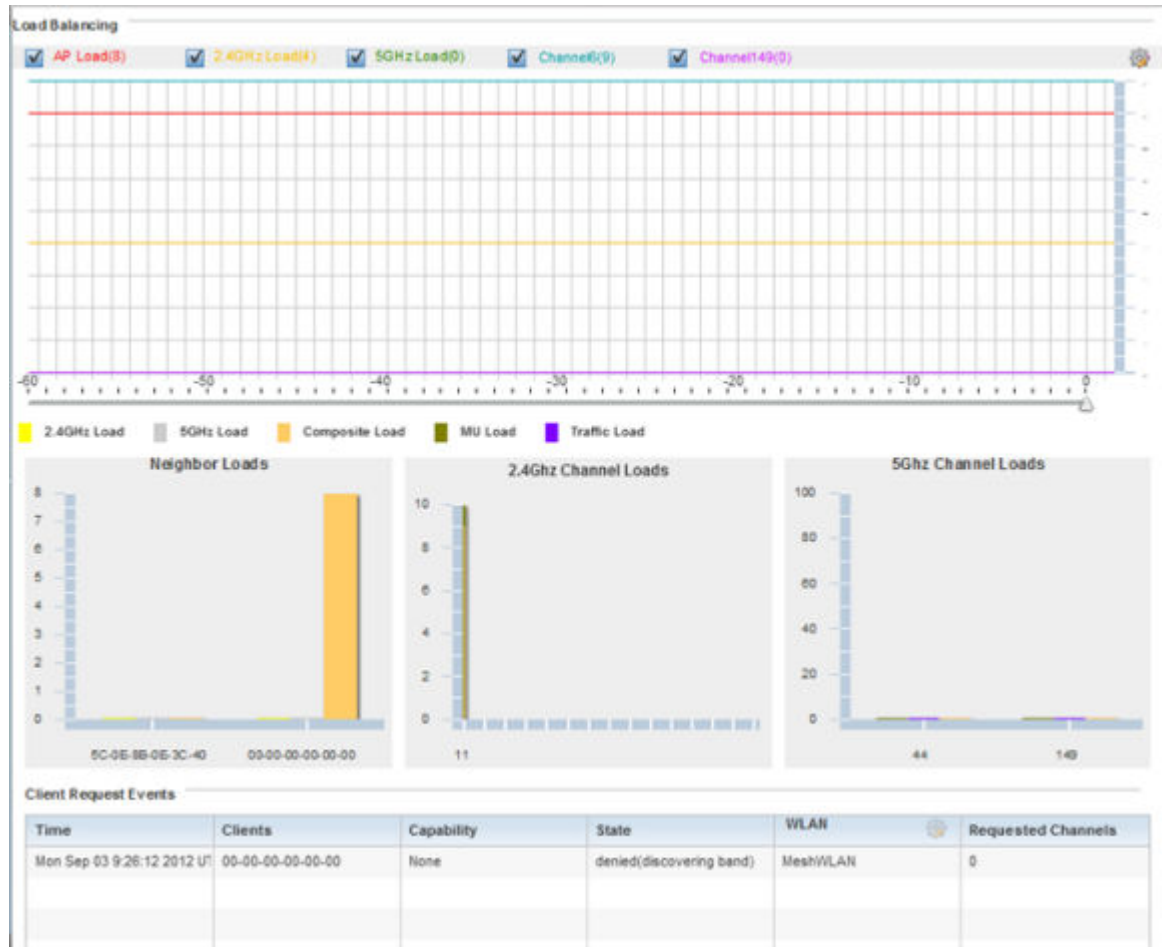 Load Balancing
AP Load(8) 2.4GHz Load(4) 5GHz Load(0) Channel6(9) Channel149(0)
-60 -50 -40 -30 -20 -10 0
2.4GHz Load 5GHz Load Composite Load MU Load Traffic Load
Neighbor Loads
8
7
6
5
4
3
2
1
0
5C-0E-8B-0E-3C-40 00-00-00-00-00-00
2.4Ghz Channel Loads
10
8
6
4
2
0
11
5Ghz Channel Loads
100
80
60
40
20
0
44 149
Client Request Events
Time Clients Capability State WLAN Requested Channels
Mon Sep 03 9:26:12 2012 UT 00-00-00-00-00-00 None denied(discovering band) MeshWLAN 0